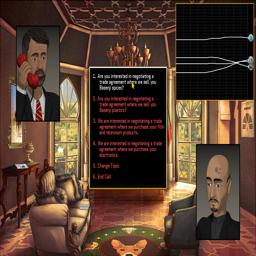 1. Are you interested in negotiating a
trade agreement where we sell you
Baserip spices?
2. Are you interested in negotiating a
trade agreement where we sell you
Baserip plastics?
3. We are interested in negotiating a trade
agreement where we purchase your film
and television products.
4. We are interested in negotiating a trade
agreement where we purchase your
electronics.
5. Change Topic
6. End Call